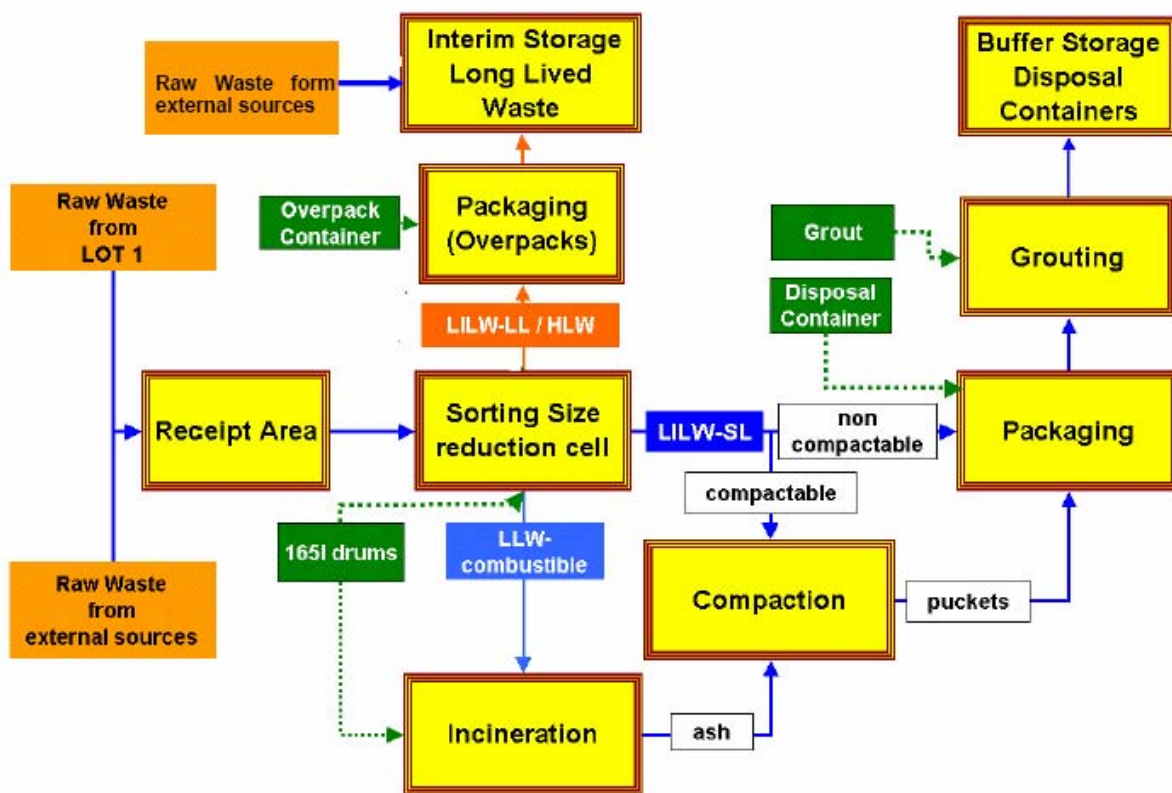 Interim Storage
Long Lived
Waste
Buffer Storage
Disposal
Containers
Raw Waste form
external sources
Raw Waste
from
LOT 1
Overpack
Container
Packaging
(Overpacks)
Grout
Grouting
Disposal
Container
LILW-LL / HLW
Receipt Area
Sorting Size
reduction cell
LILW-SL
non
compactable
Packaging
compactable
165l drums
LLW-
combustible
Raw Waste
from
external sources
Compaction
puckets
Incineration
ash